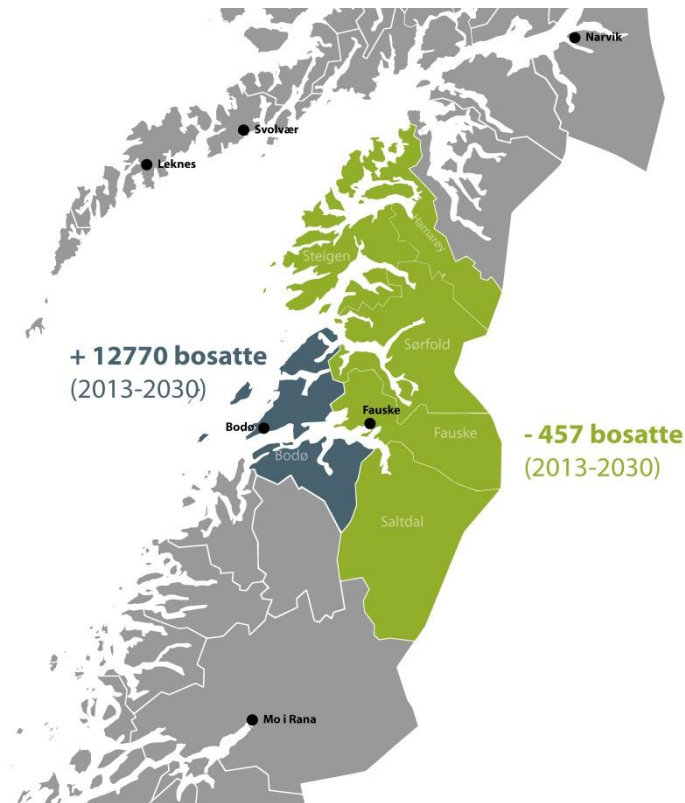 Narvik
Svolvær
Leknes
Hamarøy
Steigen
Sørfold
+ 12770 bosatte
(2013-2030)
Fauske
Bodø
Fauske
- 457 bosatte
(2013-2030)
Bodø
Saltdal
Mo i Rana